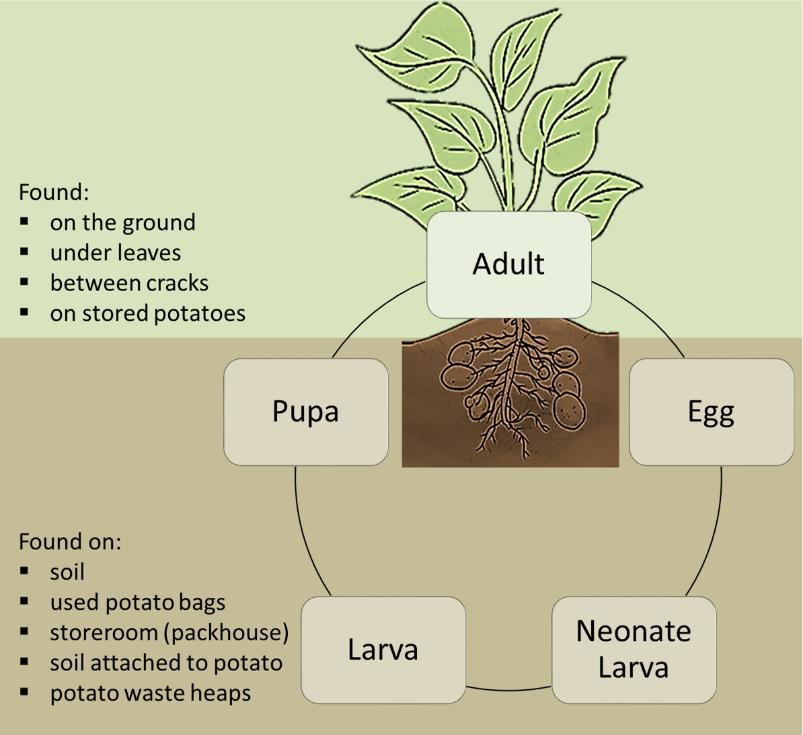 Found:
▪ on the ground
▪ under leaves
▪ between cracks
▪ on stored potatoes
Adult
Pupa
Egg
Found on:
▪ soil
▪ used potato bags
▪ storeroom (packhouse)
▪ soil attached to potato
▪ potato waste heaps
Larva
Neonate
Larva